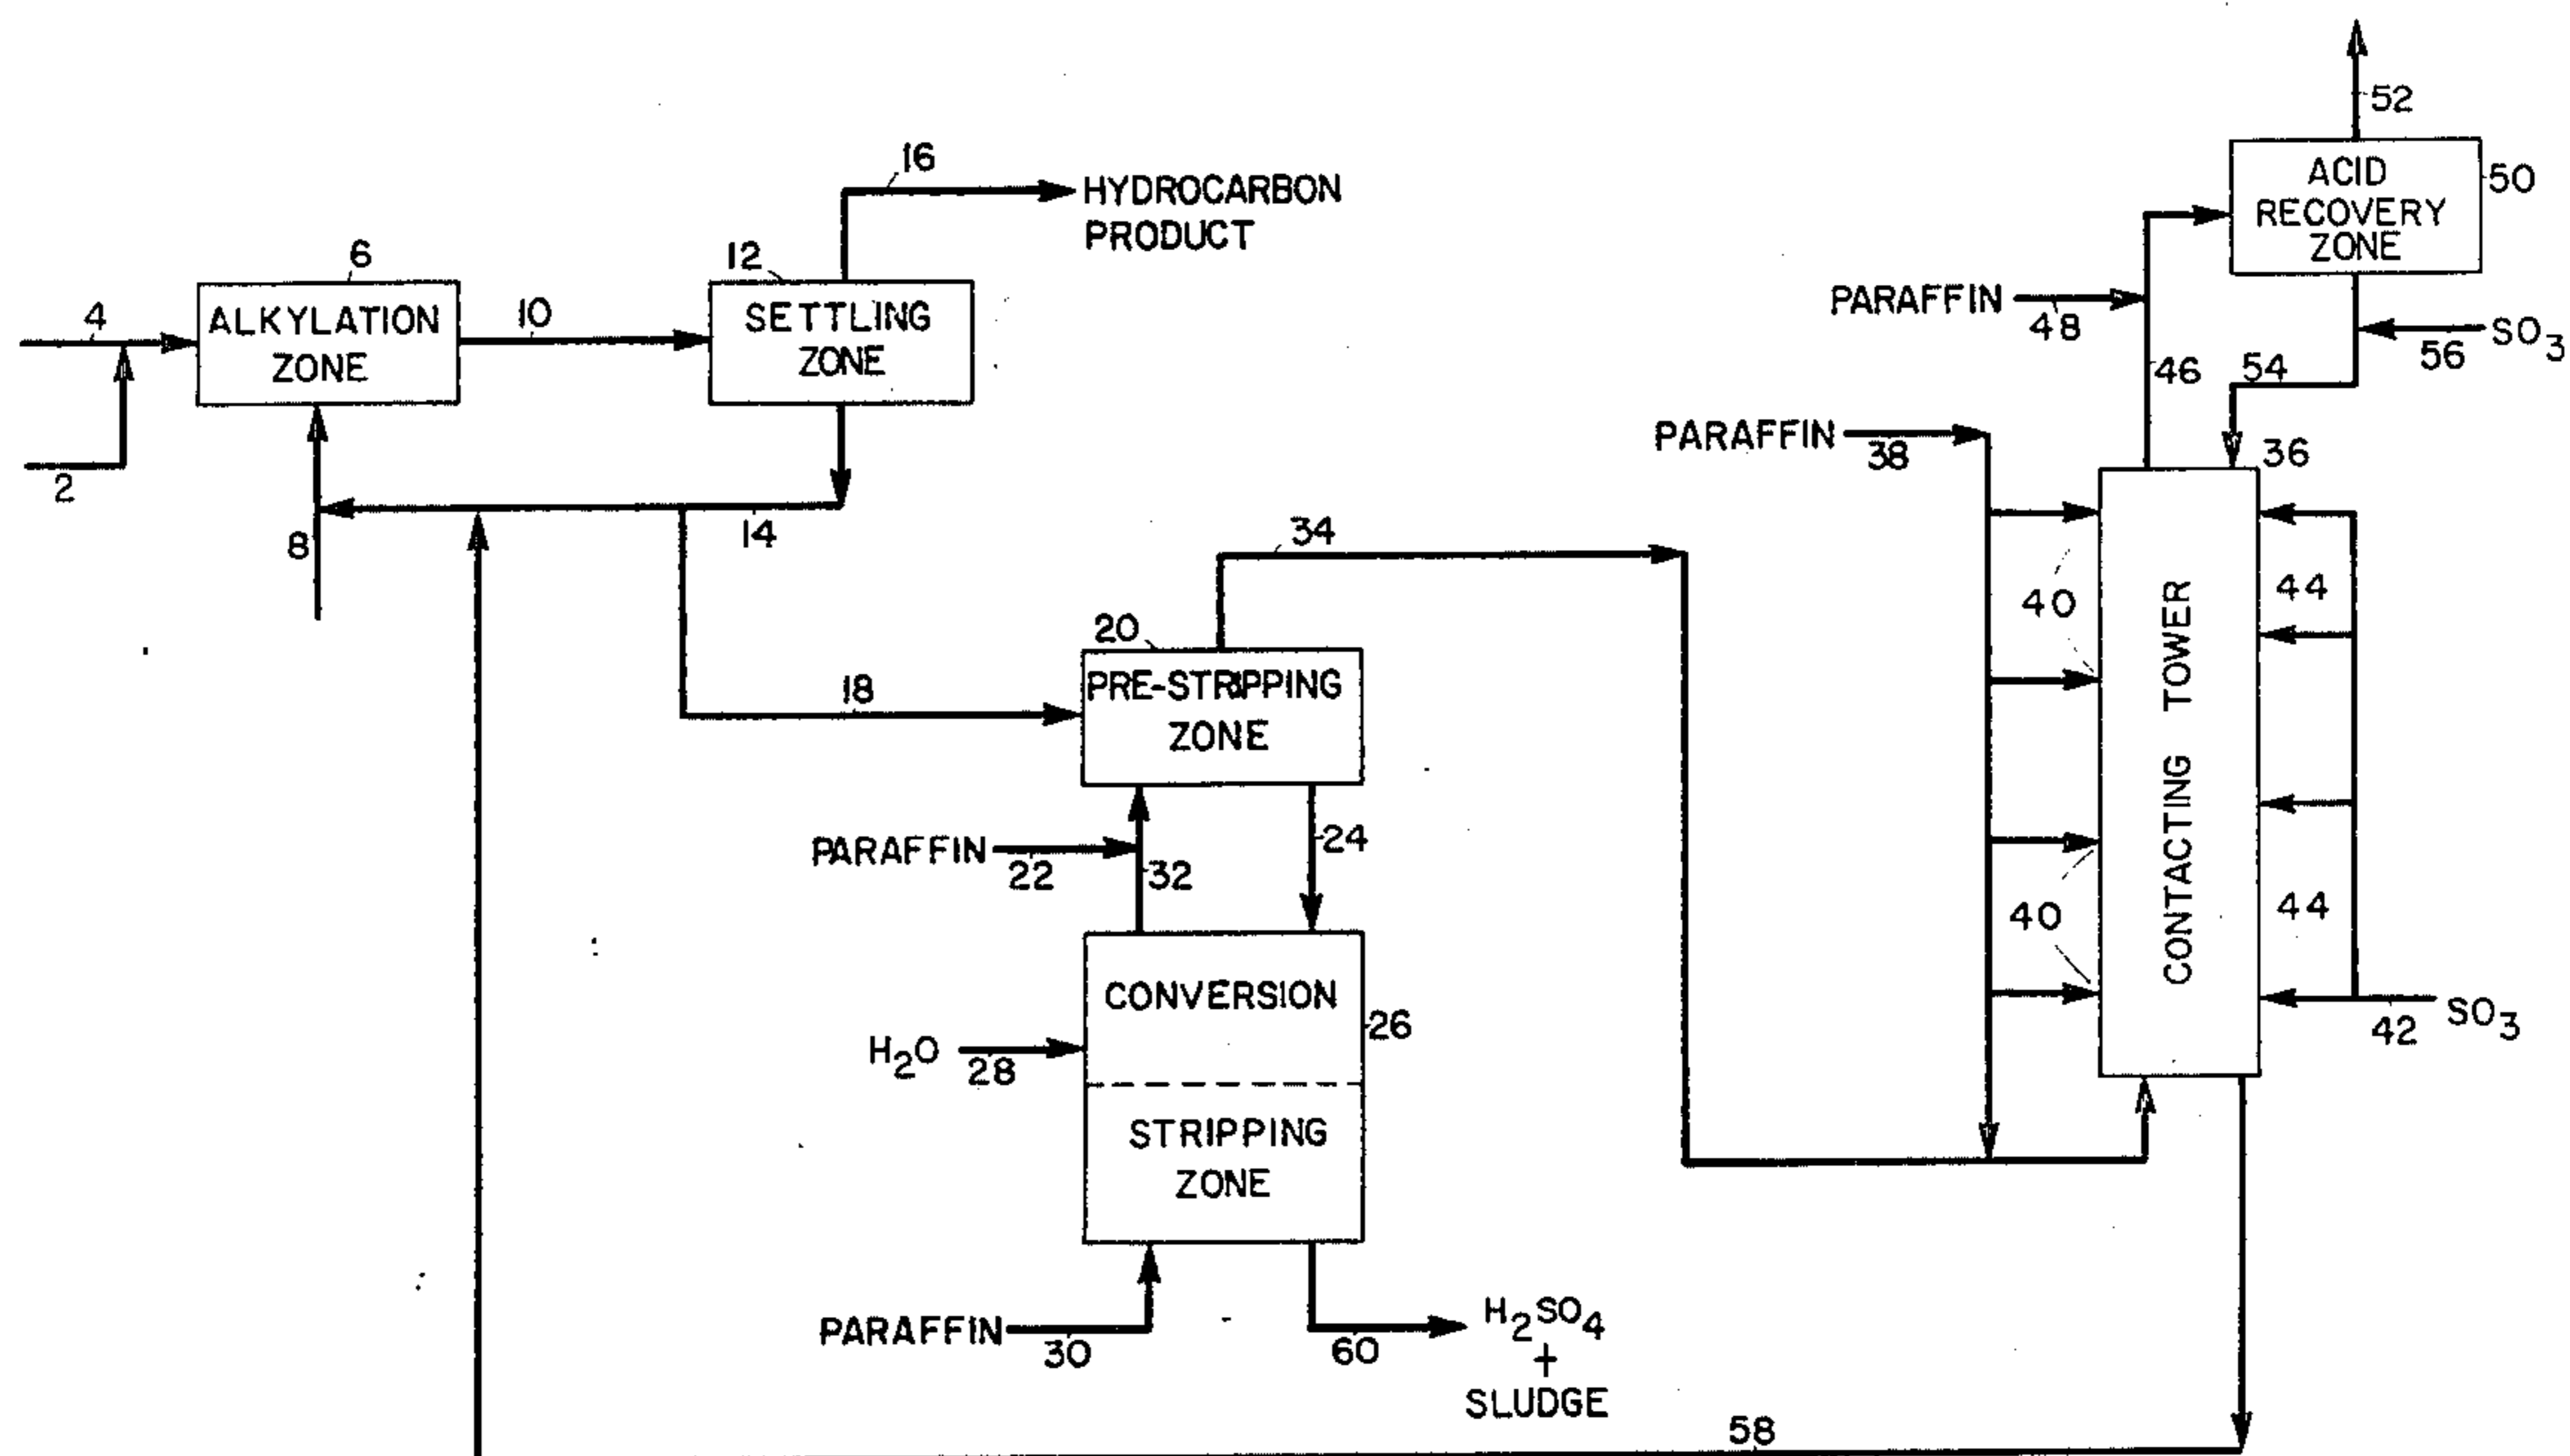 52
ACID
RECOVERY
ZONE
50
16
HYDROCARBON
PRODUCT
6
12
4
ALKYLATION
ZONE
10
SETTLING
ZONE
PARAFFIN
48
SO3
56
46
54
2
PARAFFIN
38
36
8
14
34
40
44
20
PRE-STRIPPING
ZONE
18
CONTACTING TOWER
PARAFFIN
22
32
24
40
44
CONVERSION
H2O
28
26
SO3
42
STRIPPING
ZONE
PARAFFIN
30
60
H2SO4
+
SLUDGE
58